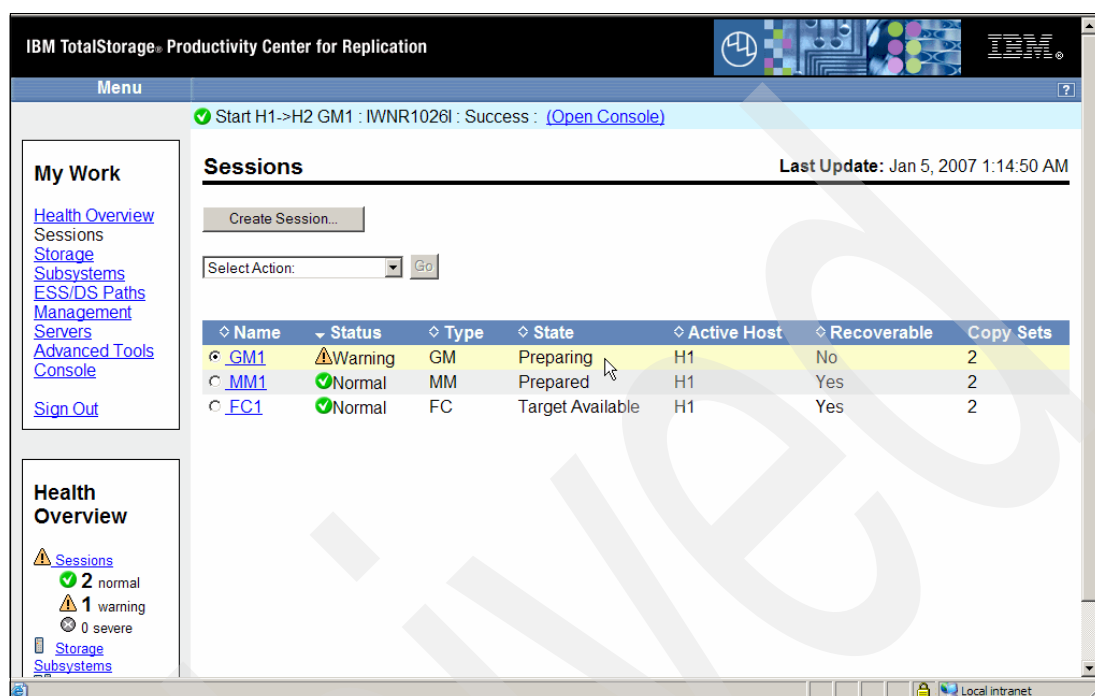 IBM TotalStorage® Productivity Center for Replication
IBM®
Menu
?
Start H1->H2 GM1 : IWNR1026I : Success : (Open Console)
My Work
Health Overview
Sessions
Storage
Subsystems
ESS/DS Paths
Management
Servers
Advanced Tools
Console
Sign Out
Health
Overview
Sessions
2 normal
1 warning
0 severe
Storage
Subsystems
Sessions
Last Update: Jan 5, 2007 1:14:50 AM
Create Session...
Select Action: Go
Name Status Type State Active Host Recoverable Copy Sets
GM1 Warning GM Preparing H1 No 2
MM1 Normal MM Prepared H1 Yes 2
FC1 Normal FC Target Available H1 Yes 2
Local intranet